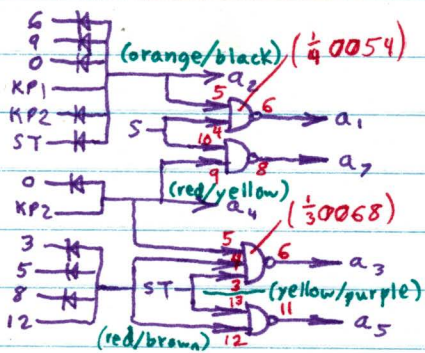 6
9
0
KP1
KP2
ST
(orange/black)
(¼ 0054)
a2
5
6
4
a1
S
10
9
8
a7
(red/yellow)
0
KP2
a4
(⅓ 0068)
5
4
6
3
a3
3
5
8
12
ST
(yellow/purple)
13
11
12
a5
(red/brown)